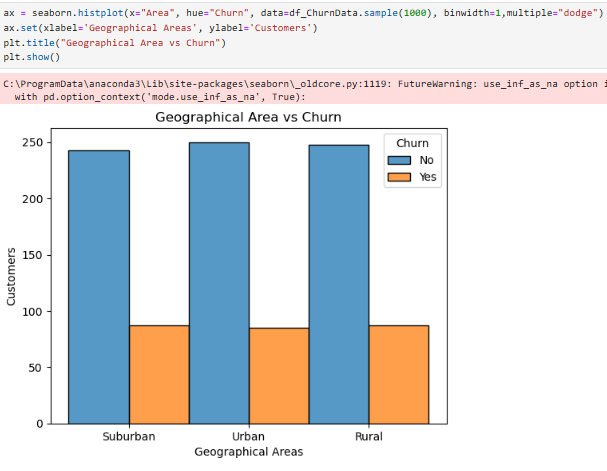 ax = seaborn.histplot(x="Area", hue="Churn", data=df_ChurnData.sample(1000), binwidth=1,multiple="dodge")
ax.set(xlabel='Geographical Areas', ylabel='Customers')
plt.title("Geographical Area vs Churn")
plt.show()
C:\ProgramData\anaconda3\Lib\site-packages\seaborn\_oldcore.py:1119: FutureWarning: use_inf_as_na option i
with pd.option_context('mode.use_inf_as_na', True):
Geographical Area vs Churn
Churn
No
Yes
250
200
150
100
50
0
Customers
Suburban Urban Rural
Geographical Areas